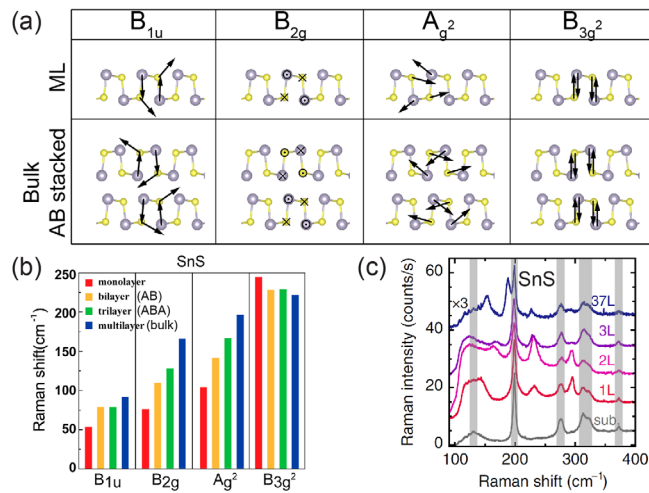 (a)
B1u B2g Ag² B3g²
ML
Bulk
AB stacked
(b)
SnS
Raman shift(cm⁻¹)
250
200
150
100
50
0
monolayer
bilayer (AB)
trilayer (ABA)
multilayer (bulk)
B1u B2g Ag² B3g²
(c)
Raman intensity (counts/s)
60
40
20
0
SnS
×3
37L
3L
2L
1L
sub.
100 200 300 400
Raman shift (cm⁻¹)